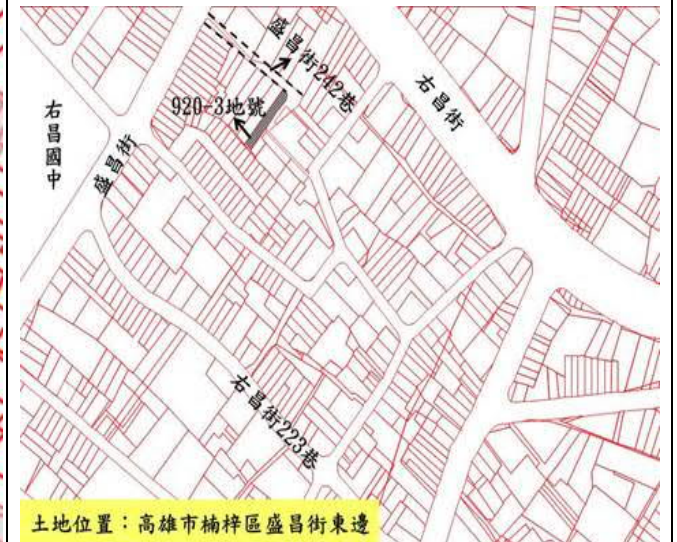 盛昌街242巷
920-3地號
右昌街
右昌國中
盛昌街
右昌街223巷
土地位置：高雄市楠梓區盛昌街東邊